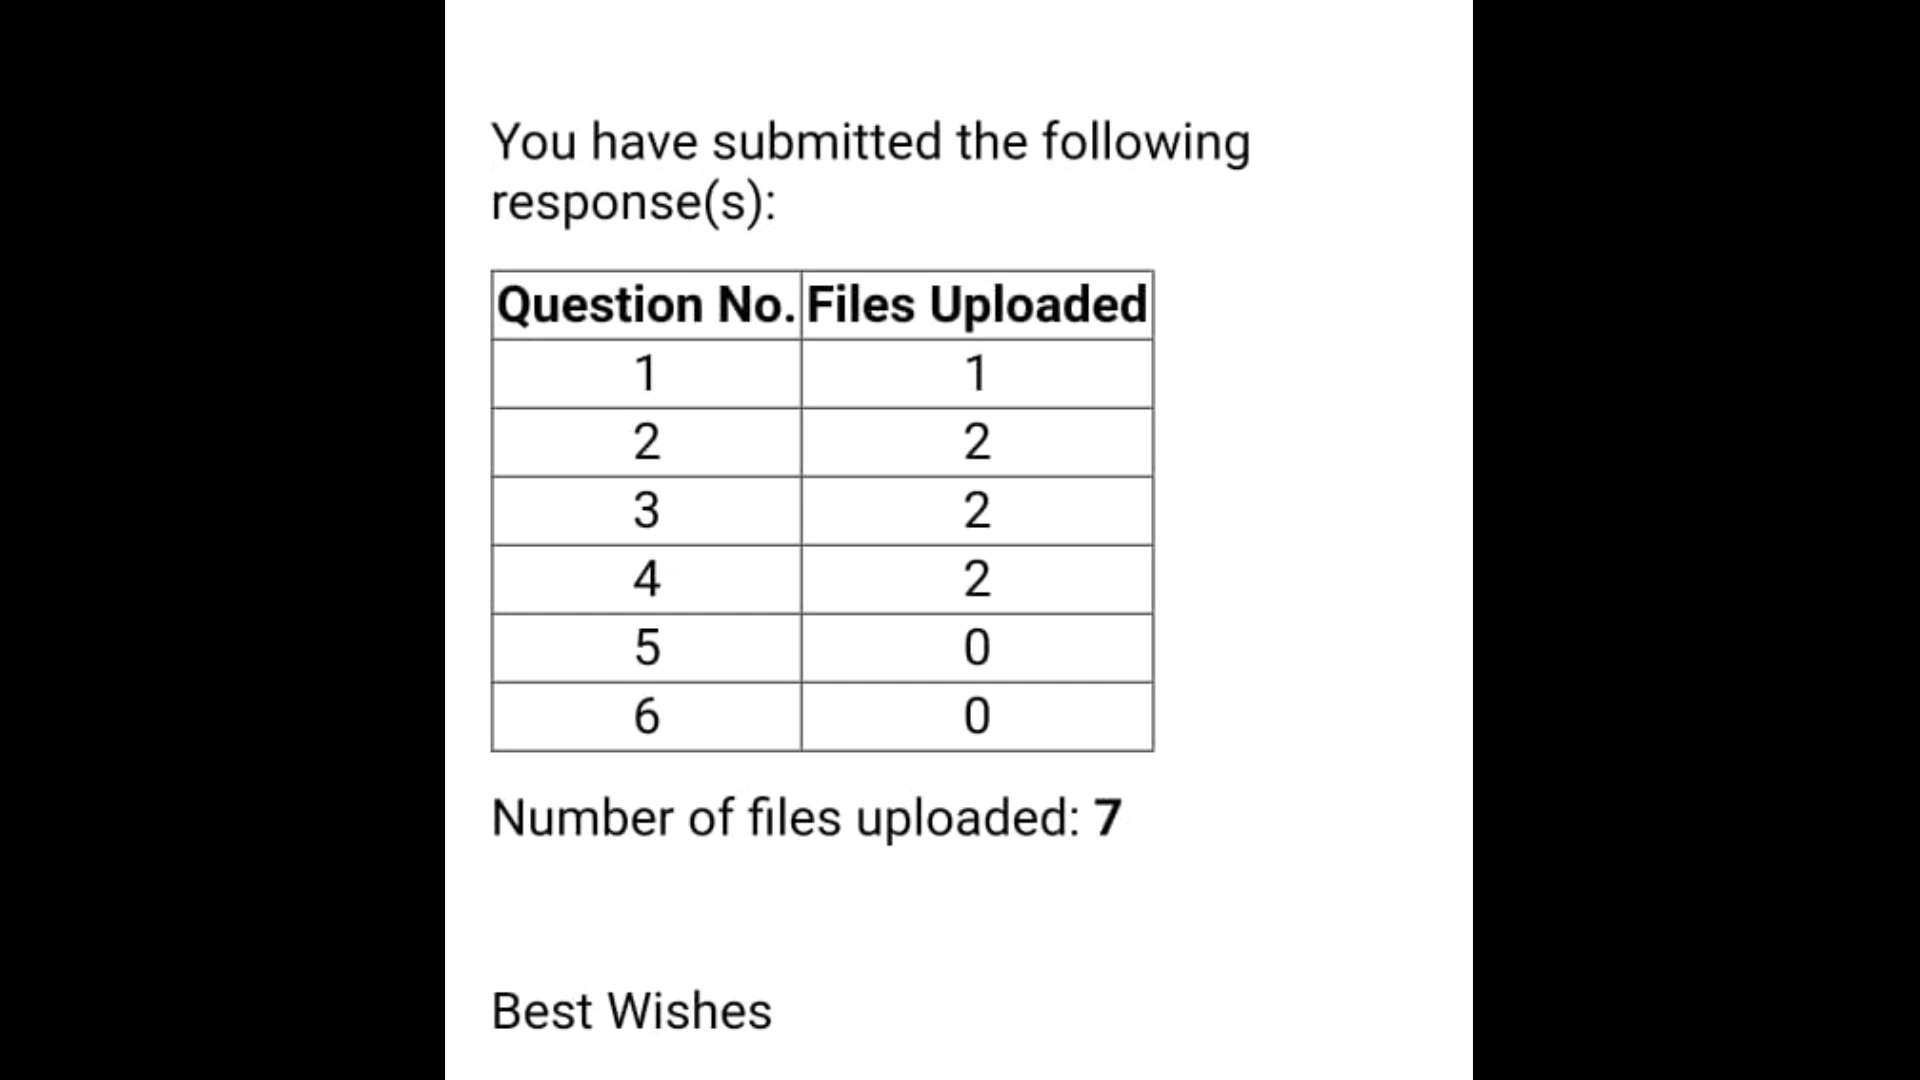 You have submitted the following
response(s):
Question No. Files Uploaded
1 1
2 2
3 2
4 2
5 0
6 0
Number of files uploaded: 7
Best Wishes